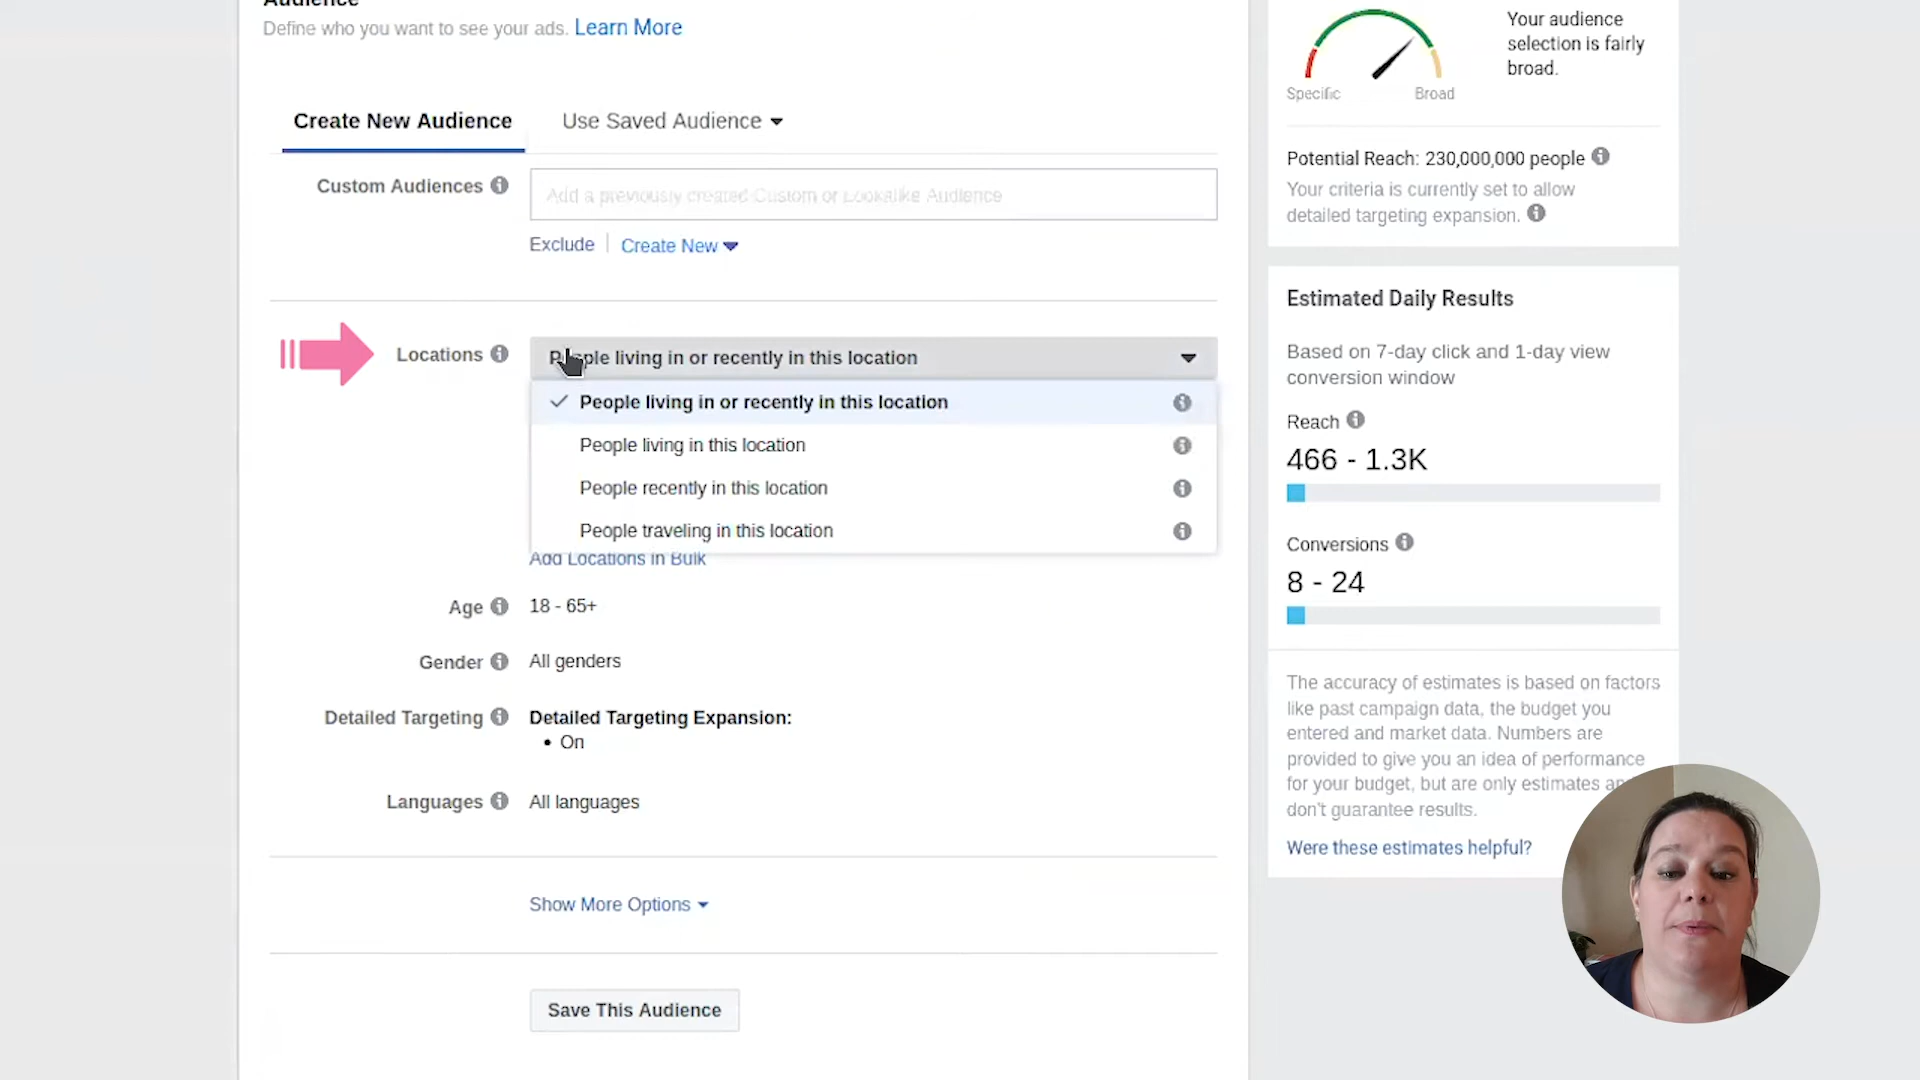 Audience
Define who you want to see your ads. Learn More
Create New Audience
Use Saved Audience
Custom Audiences
Add a previously created Custom or Lookalike Audience
Exclude
Create New
Locations
People living in or recently in this location
People living in or recently in this location
People living in this location
People recently in this location
People traveling in this location
Add Locations in Bulk
Age
18 - 65+
Gender
All genders
Detailed Targeting
Detailed Targeting Expansion:
• On
Languages
All languages
Show More Options
Save This Audience
Your audience
selection is fairly
broad.
Specific
Broad
Potential Reach: 230,000,000 people
Your criteria is currently set to allow
detailed targeting expansion.
Estimated Daily Results
Based on 7-day click and 1-day view
conversion window
Reach
466 - 1.3K
Conversions
8 - 24
The accuracy of estimates is based on factors
like past campaign data, the budget you
entered and market data. Numbers are
provided to give you an idea of performance
for your budget, but are only estimates and
don't guarantee results.
Were these estimates helpful?